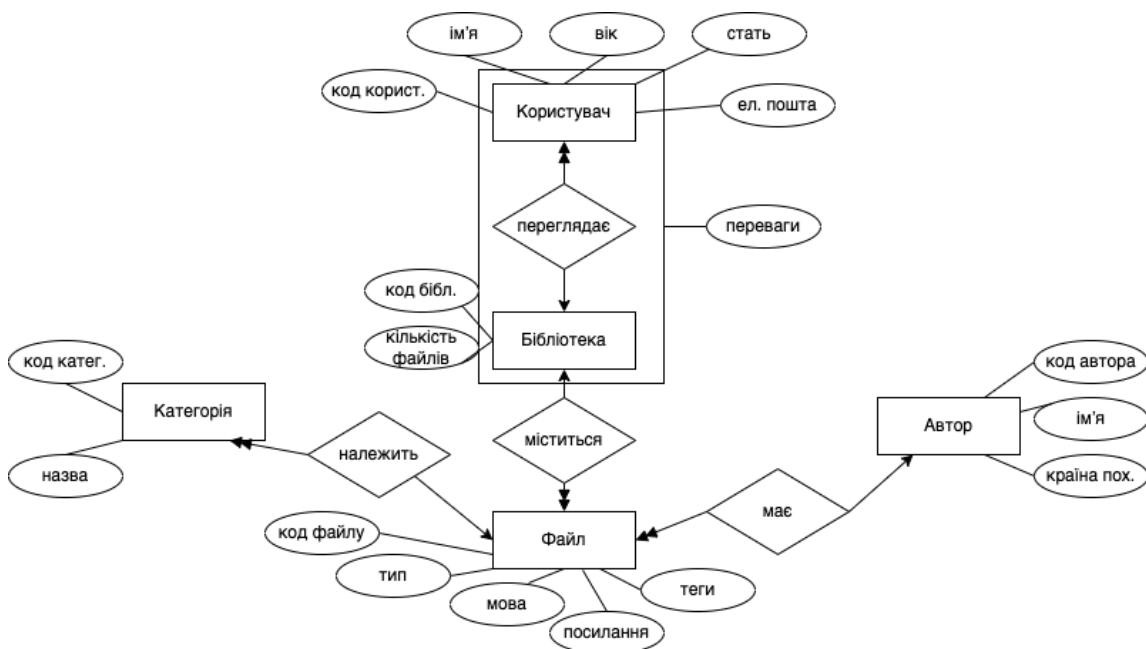 ім’я
вік
стать
код корист.
Користувач
ел. пошта
переглядає
переваги
код бібл.
кількість
файлів
Бібліотека
код катег.
Категорія
назва
код автора
Автор
ім’я
країна пох.
належить
міститься
має
код файлу
Файл
тип
мова
теги
посилання